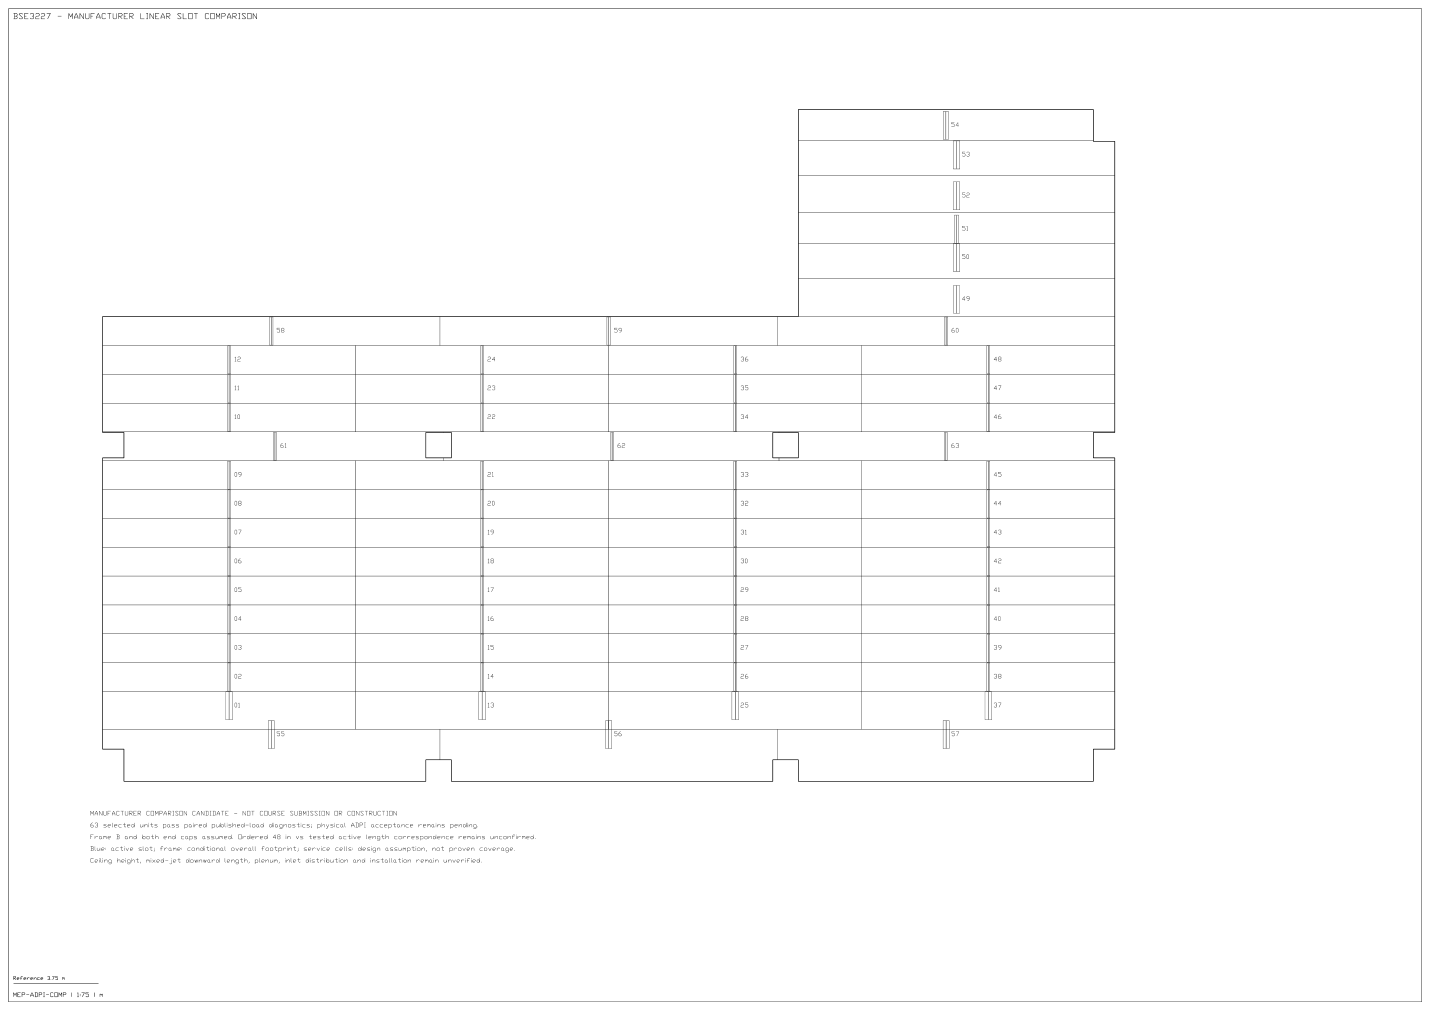 BSE3227 - MANUFACTURER LINEAR SLOT COMPARISON
54
53
52
51
50
49
58 59 60
12 24 36 48
11 23 35 47
10 22 34 46
61 62 63
09 21 33 45
08 20 32 44
07 19 31 43
06 18 30 42
05 17 29 41
04 16 28 40
03 15 27 39
02 14 26 38
01 13 25 37
55 56 57
MANUFACTURER COMPARISON CANDIDATE - NOT COURSE SUBMISSION OR CONSTRUCTION
63 selected units pass paired published-load diagnostics; physical ADPI acceptance remains pending.
Frame B and both end caps assumed. Ordered 48 in vs tested active length correspondence remains unconfirmed.
Blue: active slot; frame: conditional overall footprint; service cells: design assumption, not proven coverage.
Ceiling height, mixed-jet downward length, plenum, inlet distribution and installation remain unverified.
Reference 3.75 m
MEP-ADPI-COMP | 1:75 | m